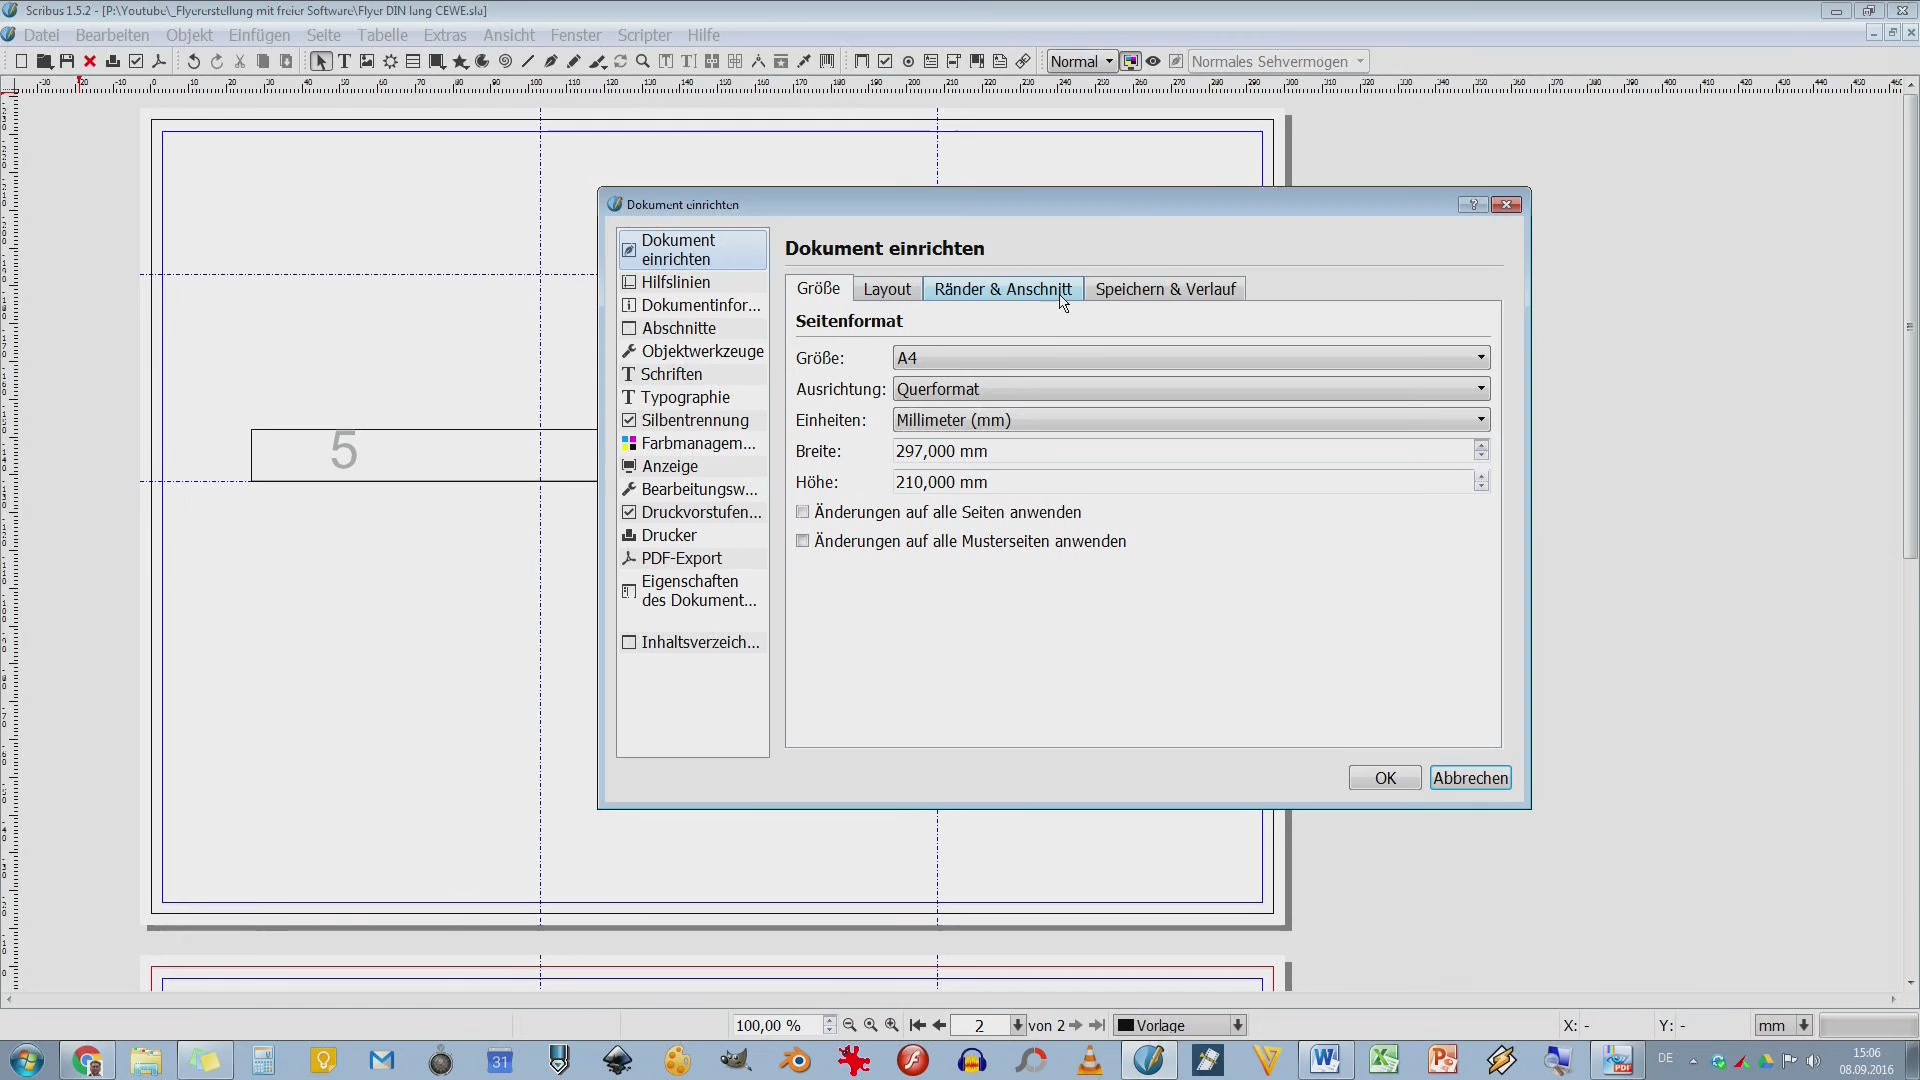 Scribus 1.5.2 - [P:\Youtube\_Flyererstellung mit freier Software\Flyer DIN lang CEWE.sla]
Datei Bearbeiten Objekt Einfügen Seite Tabelle Extras Ansicht Fenster Scripter Hilfe
Normal Normales Sehvermogen
Dokument einrichten
Dokument
einrichten
Hilfslinien
Dokumentinfor...
Abschnitte
Objektwerkzeuge
Schriften
Typographie
Silbentrennung
Farbmanagem...
Anzeige
Bearbeitungsw...
Druckvorstufen...
Drucker
PDF-Export
Eigenschaften
des Dokument...
Inhaltsverzeich...
Dokument einrichten
Größe Layout Ränder & Anschnitt Speichern & Verlauf
Seitenformat
Größe: A4
Ausrichtung: Querformat
Einheiten: Millimeter (mm)
Breite: 297,000 mm
Höhe: 210,000 mm
Änderungen auf alle Seiten anwenden
Änderungen auf alle Musterseiten anwenden
OK Abbrechen
5
100,00 % 2 von 2 Vorlage X: - Y: - mm
31
DE
15:06
08.09.2016